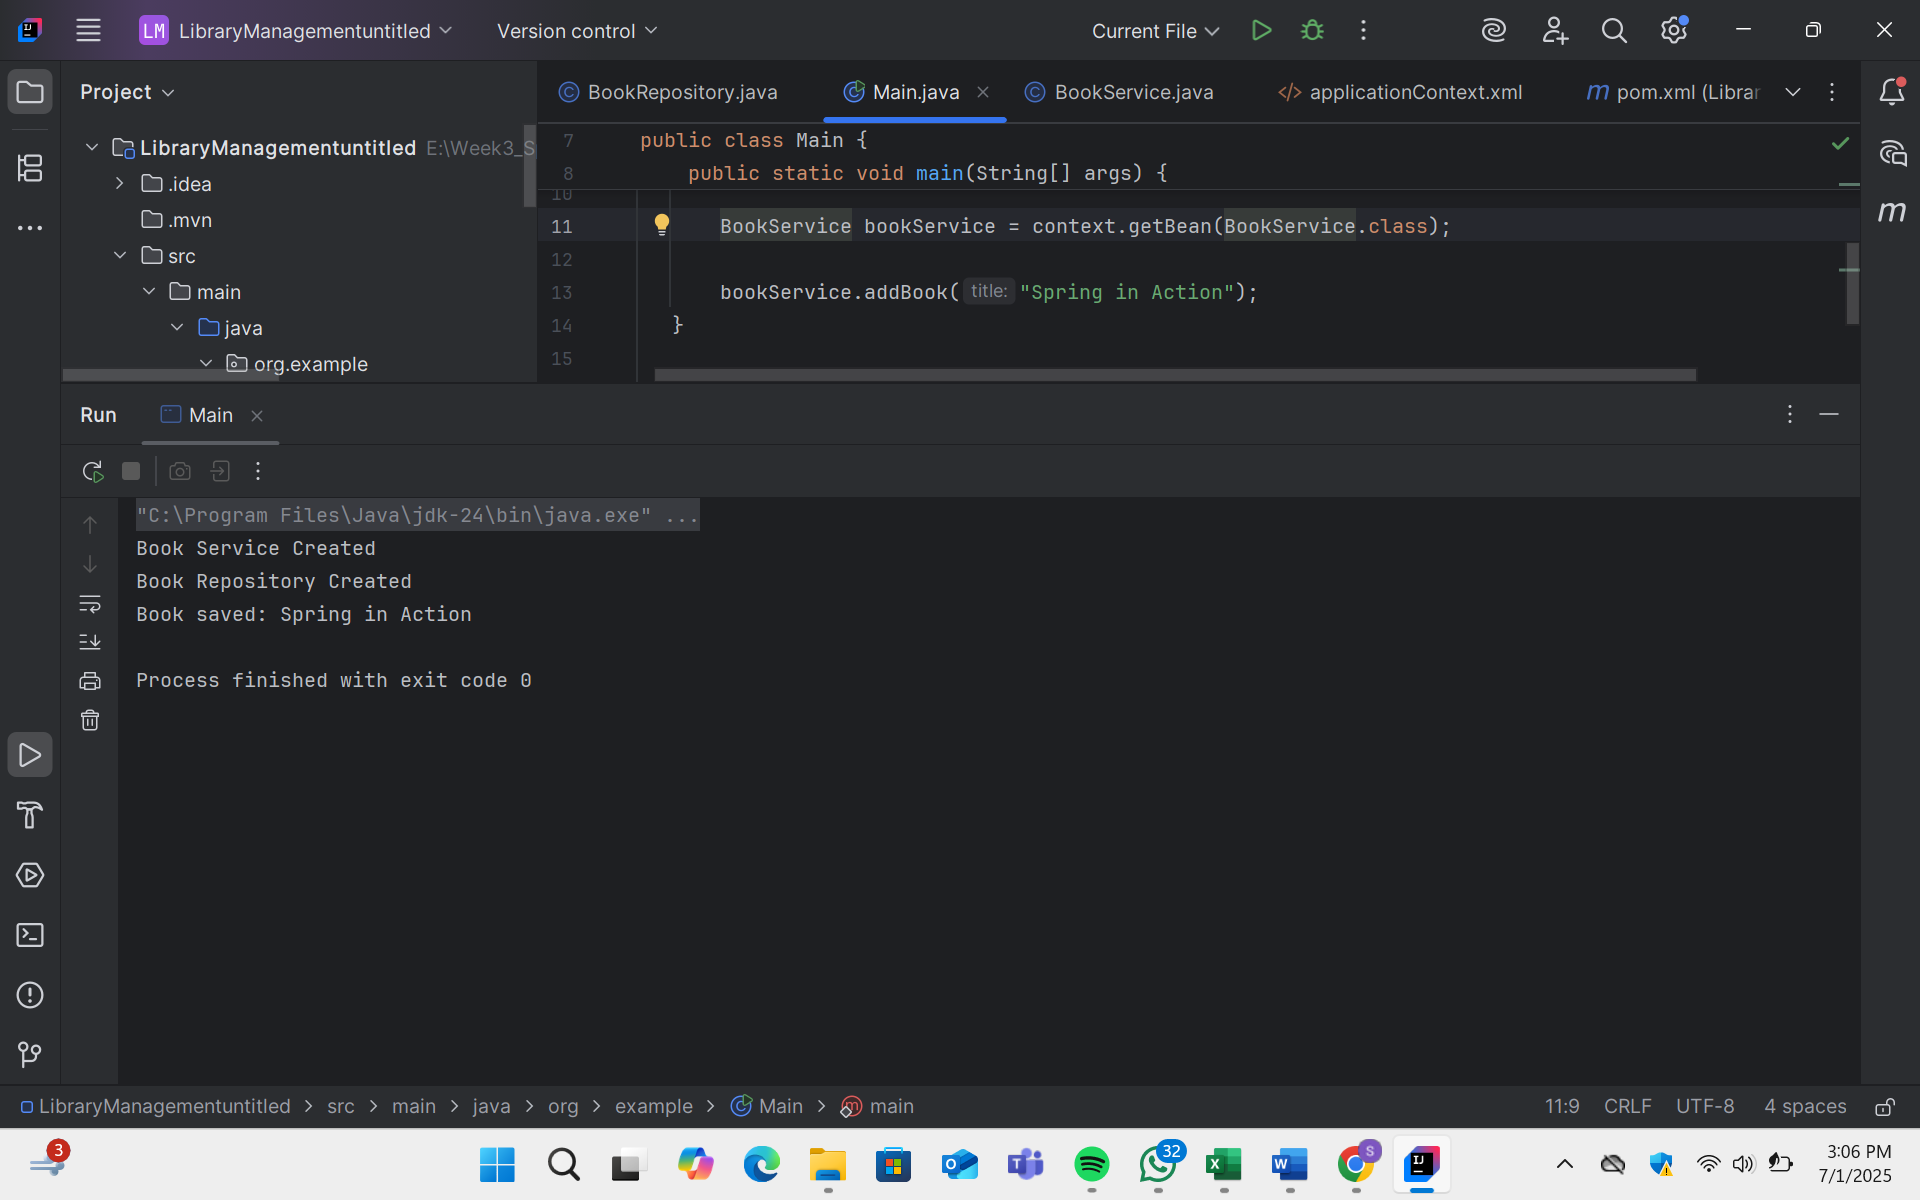 LM LibraryManagementuntitled Version control Current File
Project
BookRepository.java Main.java BookService.java </> applicationContext.xml m pom.xml (Librar
LibraryManagementuntitled E:\Week3_S
.idea
.mvn
src
main
java
org.example
7 public class Main {
8 public static void main(String[] args) {
10
11 BookService bookService = context.getBean(BookService.class);
12
13 bookService.addBook( title: "Spring in Action");
14 }
15
Run Main
"C:\Program Files\Java\jdk-24\bin\java.exe" ...
Book Service Created
Book Repository Created
Book saved: Spring in Action
Process finished with exit code 0
LibraryManagementuntitled > src > main > java > org > example > Main > main 11:9 CRLF UTF-8 4 spaces
3 32 S 3:06 PM
7/1/2025